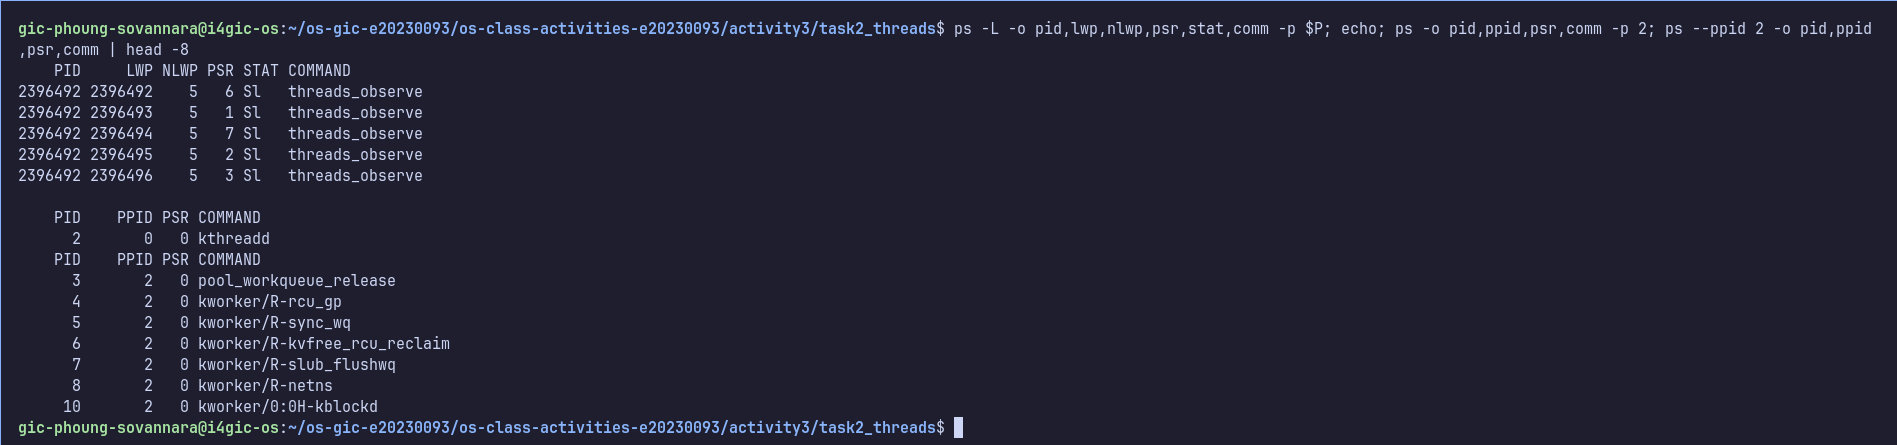 gic-phoung-sovannara@i4gic-os:~/os-gic-e20230093/os-class-activities-e20230093/activity3/task2_threads$ ps -L -o pid,lwp,nlwp,psr,stat,comm -p $P; echo; ps -o pid,ppid,psr,comm -p 2; ps --ppid 2 -o pid,ppid
,psr,comm | head -8
    PID     LWP NLWP PSR STAT COMMAND
2396492 2396492    5   6 Sl   threads_observe
2396492 2396493    5   1 Sl   threads_observe
2396492 2396494    5   7 Sl   threads_observe
2396492 2396495    5   2 Sl   threads_observe
2396492 2396496    5   3 Sl   threads_observe

    PID    PPID PSR COMMAND
      2       0   0 kthreadd
    PID    PPID PSR COMMAND
      3       2   0 pool_workqueue_release
      4       2   0 kworker/R-rcu_gp
      5       2   0 kworker/R-sync_wq
      6       2   0 kworker/R-kvfree_rcu_reclaim
      7       2   0 kworker/R-slub_flushwq
      8       2   0 kworker/R-netns
     10       2   0 kworker/0:0H-kblockd
gic-phoung-sovannara@i4gic-os:~/os-gic-e20230093/os-class-activities-e20230093/activity3/task2_threads$